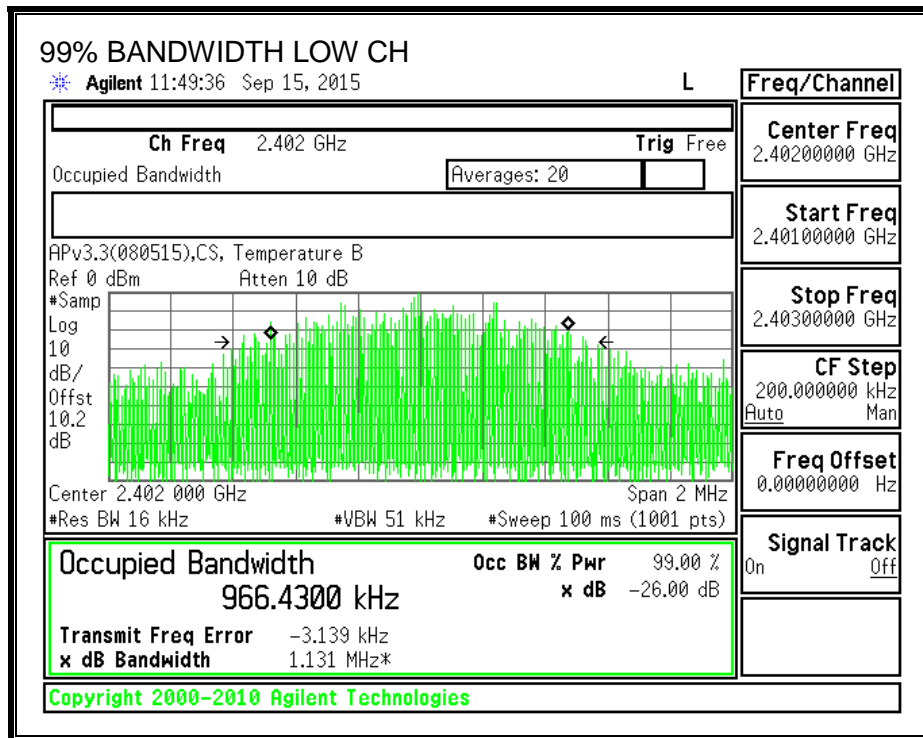 99% BANDWIDTH LOW CH
Agilent 11:49:36 Sep 15, 2015 L
Ch Freq 2.402 GHz Trig Free
Occupied Bandwidth Averages: 20
APv3.3(080515),CS, Temperature B
Ref 0 dBm Atten 10 dB
#Samp
Log
10
dB/
Offst
10.2
dB
Center 2.402 000 GHz Span 2 MHz
#Res BW 16 kHz #VBW 51 kHz #Sweep 100 ms (1001 pts)
Occupied Bandwidth Occ BW % Pwr 99.00 %
966.4300 kHz x dB -26.00 dB
Transmit Freq Error -3.139 kHz
x dB Bandwidth 1.131 MHz*
Copyright 2000-2010 Agilent Technologies
Freq/Channel
Center Freq
2.40200000 GHz
Start Freq
2.40100000 GHz
Stop Freq
2.40300000 GHz
CF Step
200.000000 kHz
Auto Man
Freq Offset
0.00000000 Hz
Signal Track
On Off